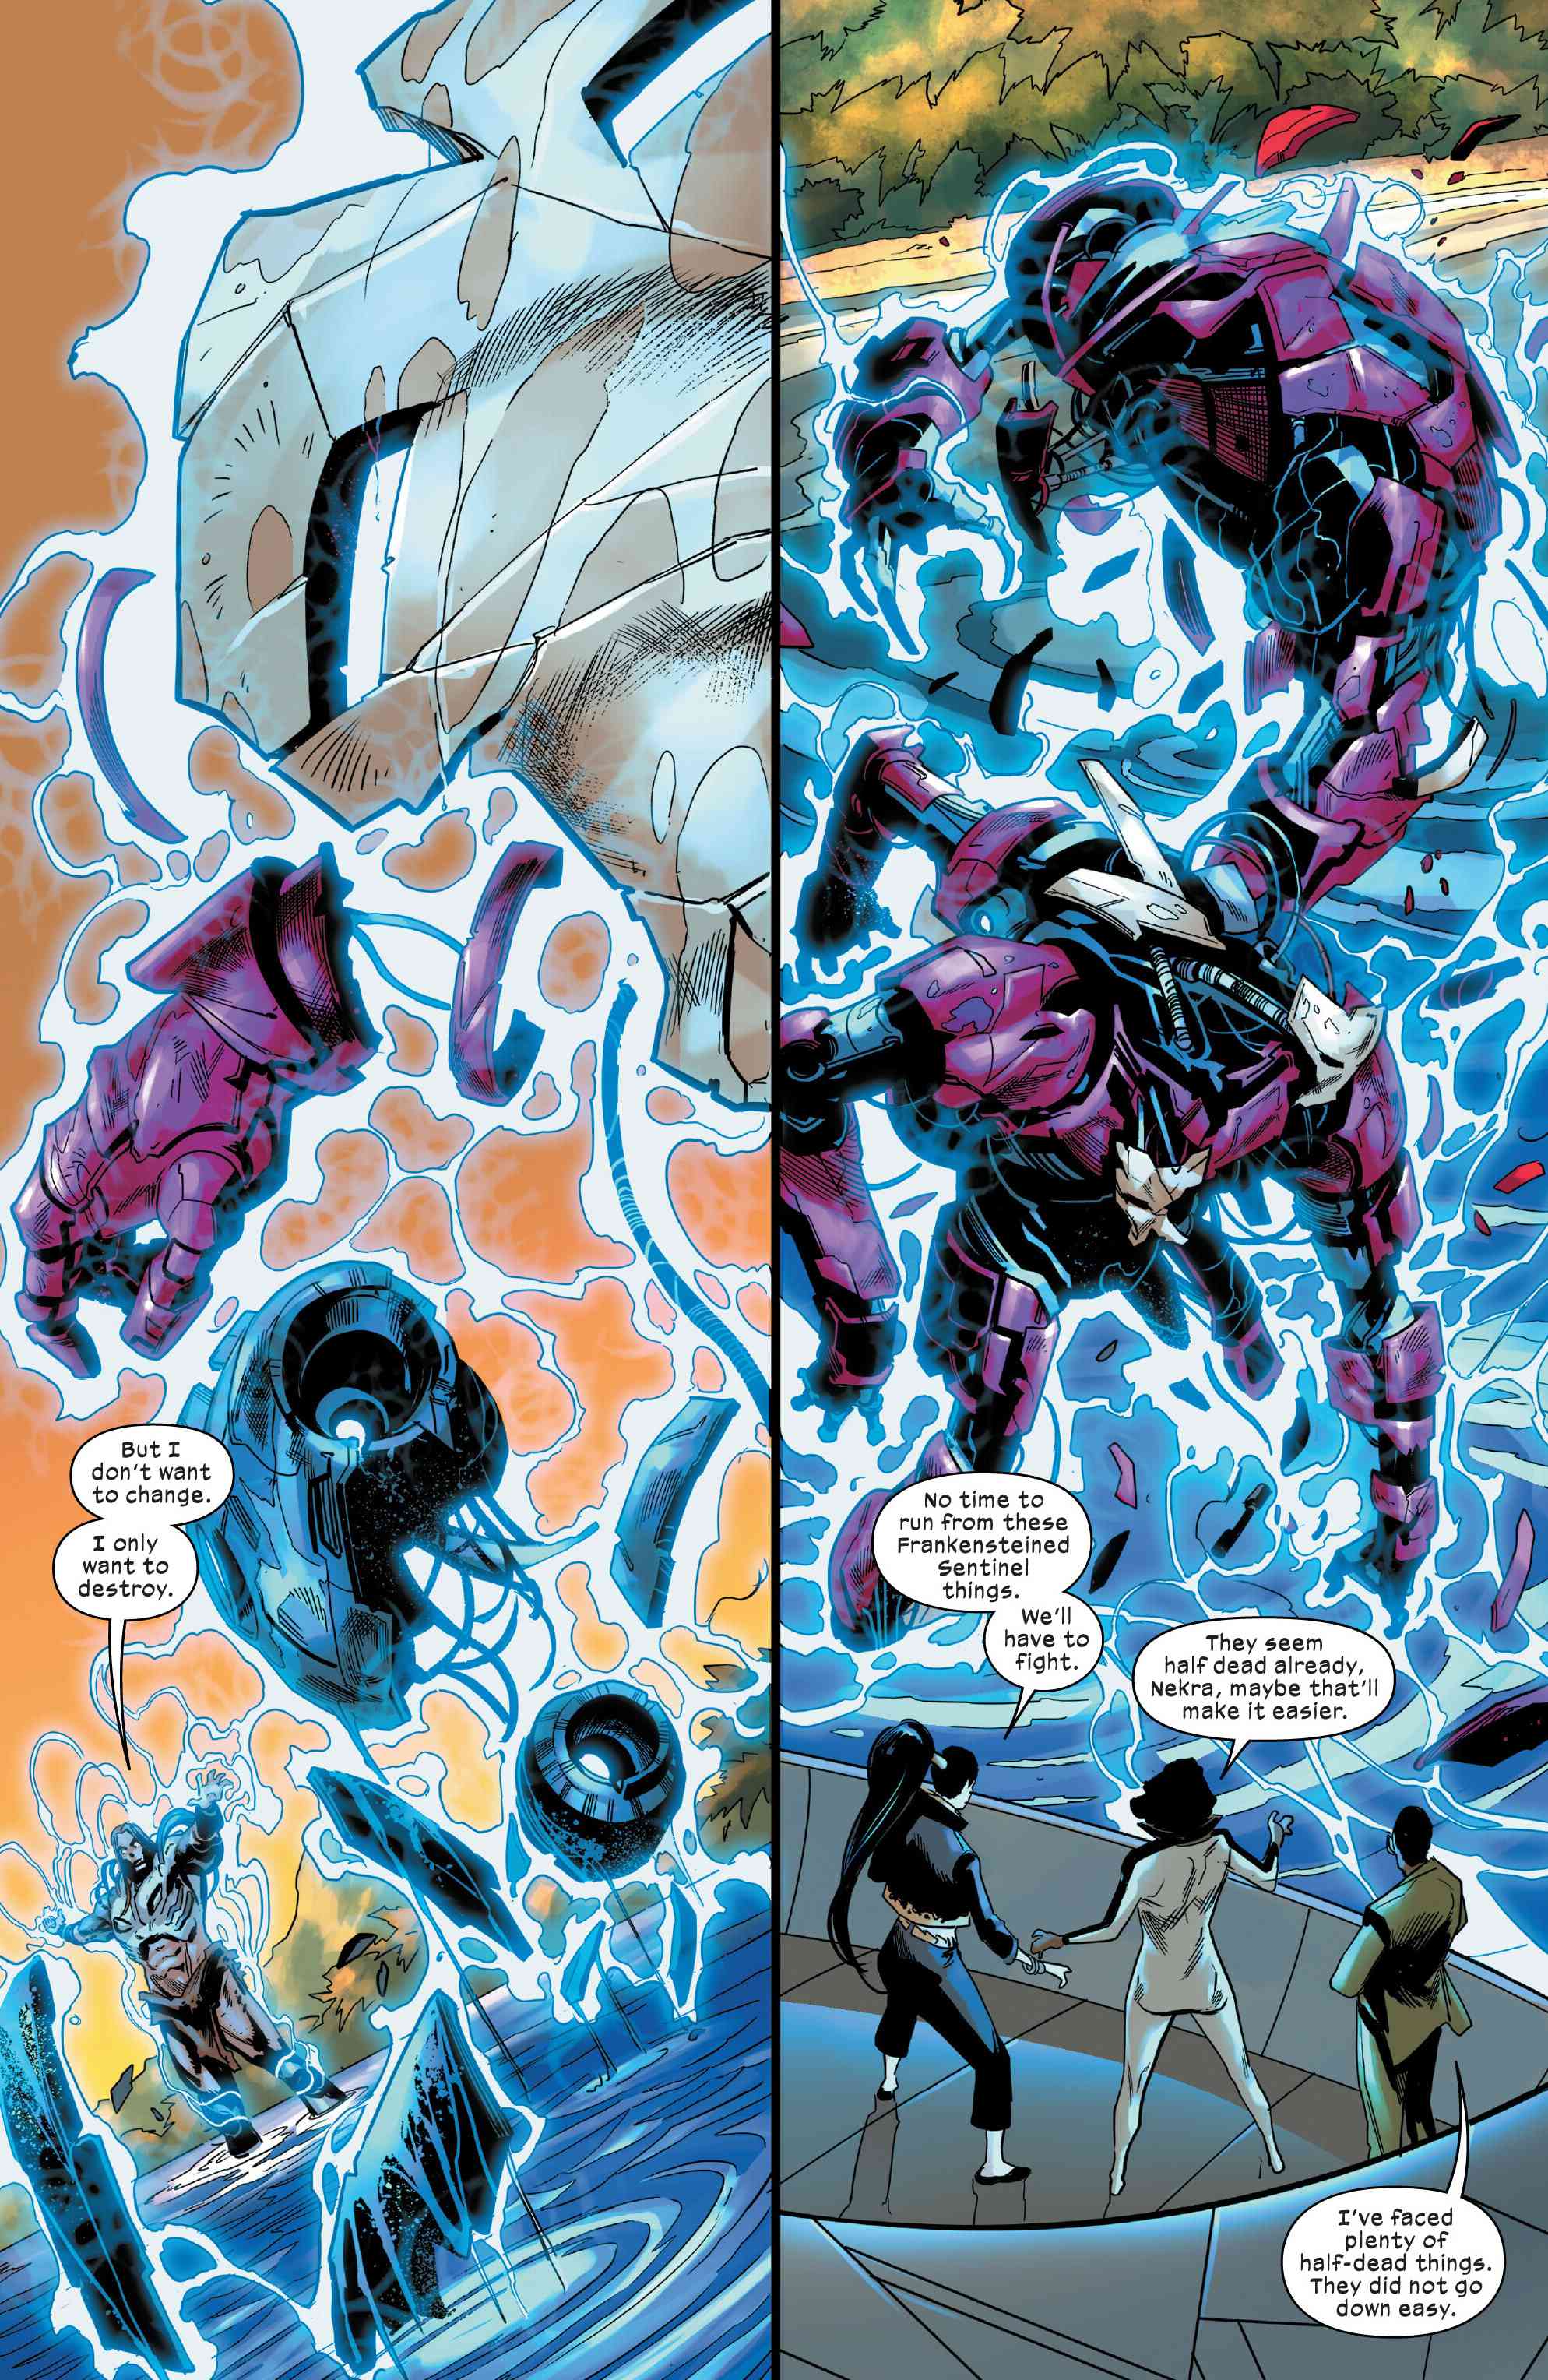 But I
don't want
to change.
I only
want to
destroy.
No time to
run from these
Frankensteined
Sentinel
things.
We'll
have to
fight.
They seem
half dead already,
Nekra, maybe that'll
make it easier.
I've faced
plenty of
half-dead things.
They did not go
down easy.